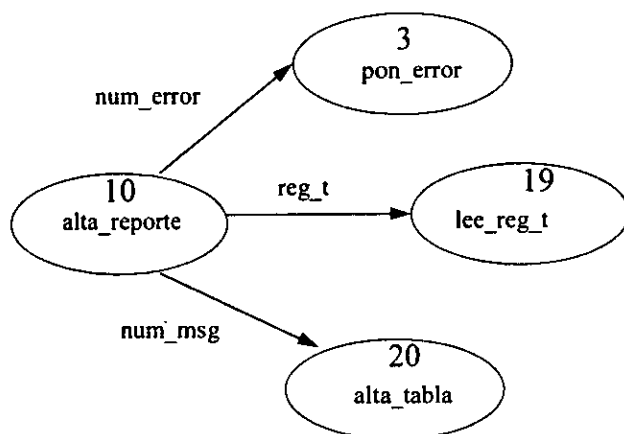 3
pon_error
num_error
10
alta_reporte
reg_t
19
lee_reg_t
num_msg
20
alta_tabla